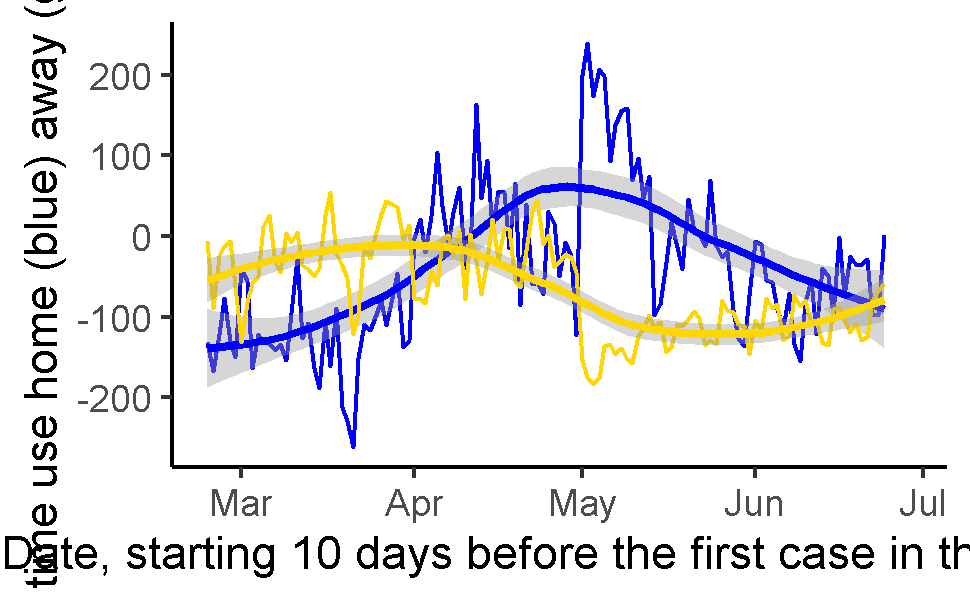 time use home (blue) away (
200
100
0
-100
-200
Mar Apr May Jun Jul
Date, starting 10 days before the first case in th